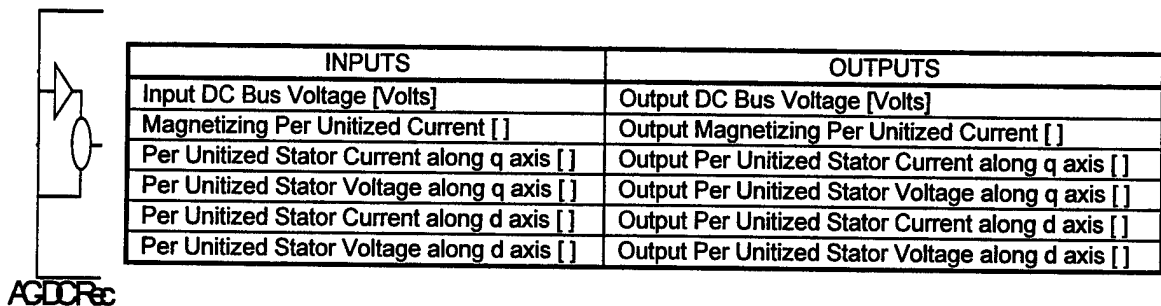 INPUTS OUTPUTS
Input DC Bus Voltage [Volts] Output DC Bus Voltage [Volts]
Magnetizing Per Unitized Current [ ] Output Magnetizing Per Unitized Current [ ]
Per Unitized Stator Current along q axis [ ] Output Per Unitized Stator Current along q axis [ ]
Per Unitized Stator Voltage along q axis [ ] Output Per Unitized Stator Voltage along q axis [ ]
Per Unitized Stator Current along d axis [ ] Output Per Unitized Stator Current along d axis [ ]
Per Unitized Stator Voltage along d axis [ ] Output Per Unitized Stator Voltage along d axis [ ]
AGDCRec